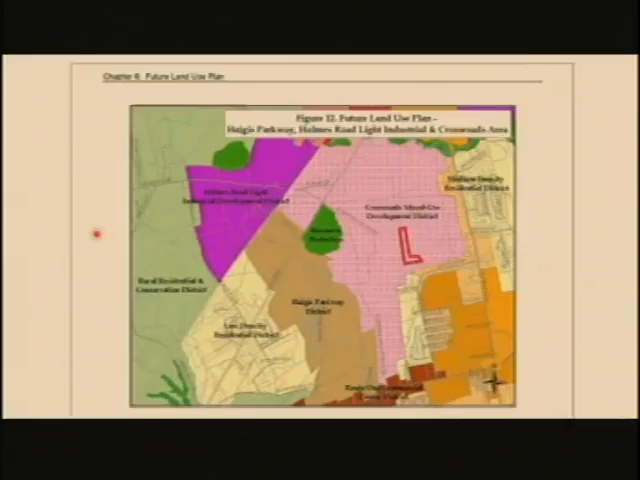 Chapter 6: Future Land Use Plan
Figure 12. Future Land Use Plan -
Haigis Parkway, Holmes Road Light Industrial & Crossroads Area
Holmes Road Light
Industrial Development District
Medium Density
Residential District
Crossroads Mixed-Use
Development District
Rural Residential &
Conservation District
Haigis Parkway
District
Low Density
Residential District